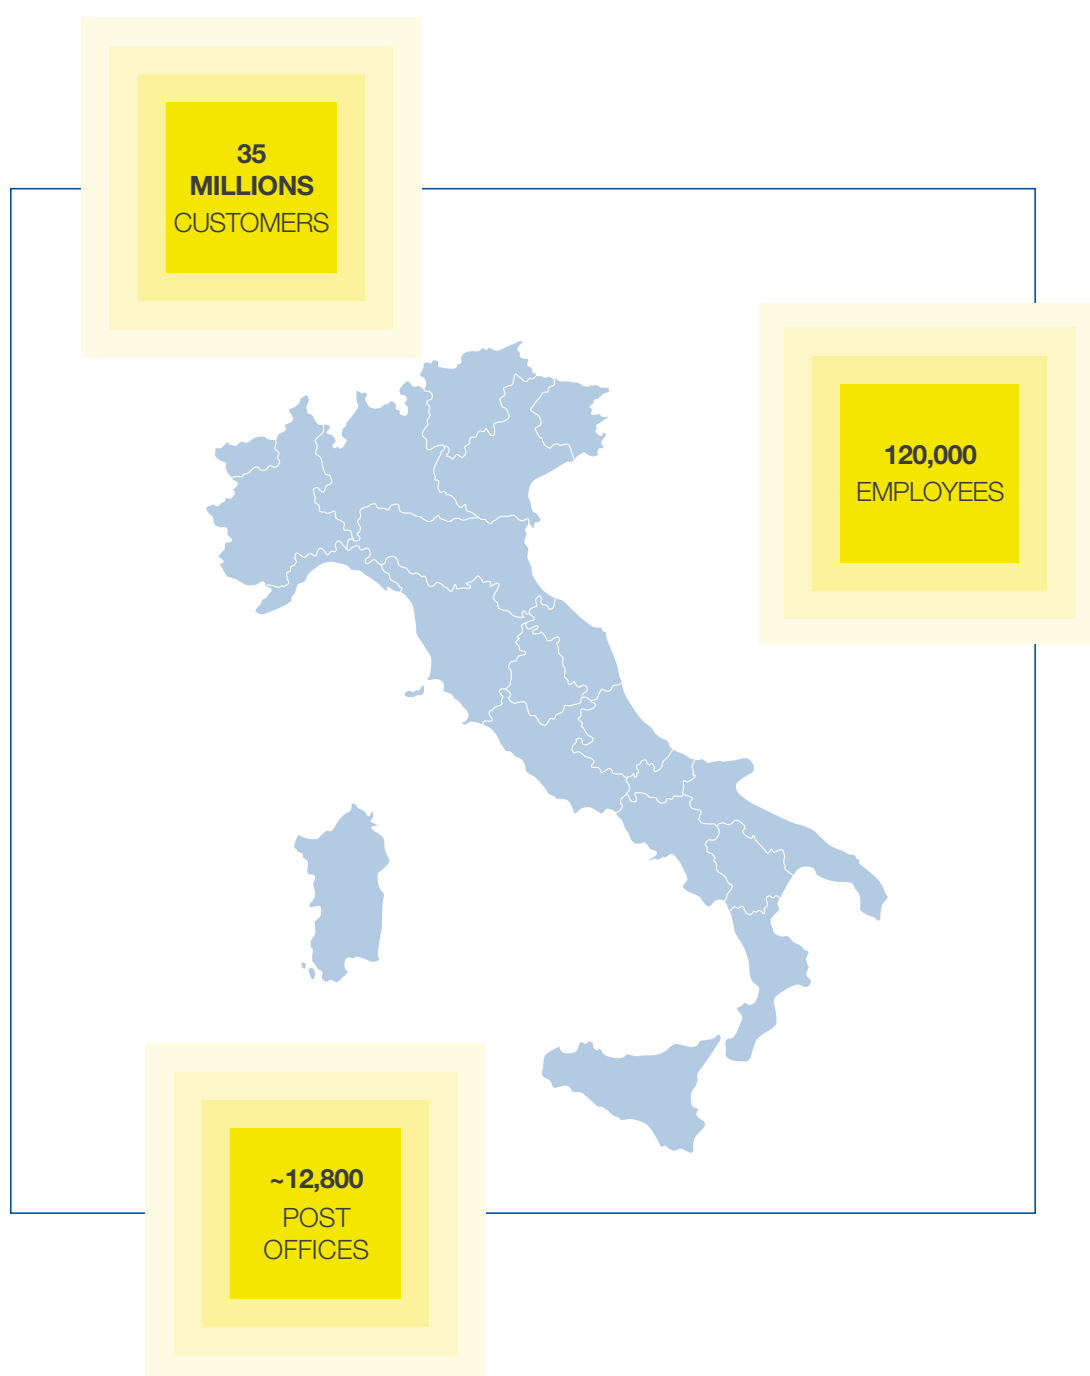 35
MILLIONS
CUSTOMERS
120,000
EMPLOYEES
~12,800
POST
OFFICES